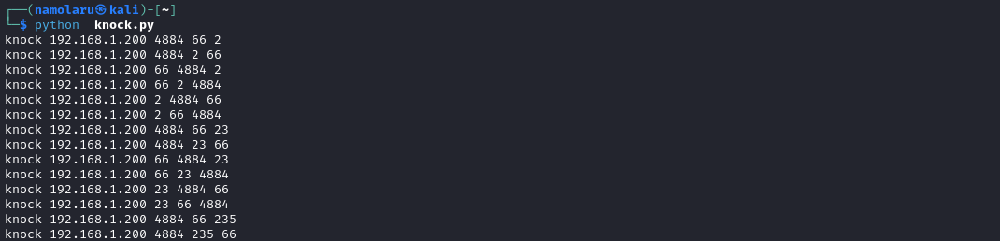 ┌──(namolaru㉿kali)-[~]
└─$ python  knock.py
knock 192.168.1.200 4884 66 2
knock 192.168.1.200 4884 2 66
knock 192.168.1.200 66 4884 2
knock 192.168.1.200 66 2 4884
knock 192.168.1.200 2 4884 66
knock 192.168.1.200 2 66 4884
knock 192.168.1.200 4884 66 23
knock 192.168.1.200 4884 23 66
knock 192.168.1.200 66 4884 23
knock 192.168.1.200 66 23 4884
knock 192.168.1.200 23 4884 66
knock 192.168.1.200 23 66 4884
knock 192.168.1.200 4884 66 235
knock 192.168.1.200 4884 235 66